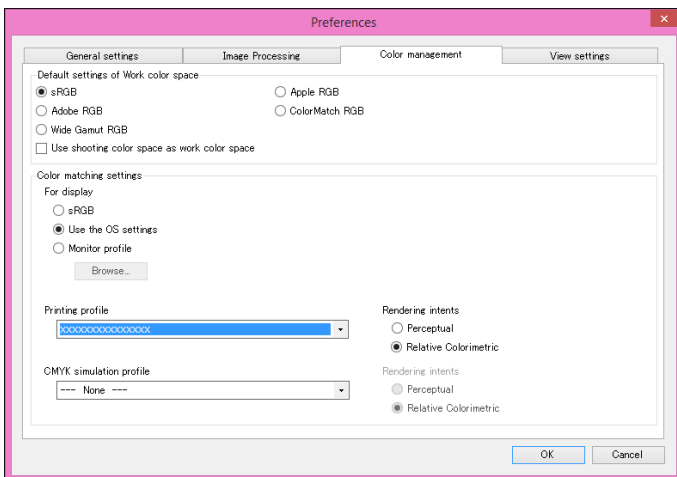 Preferences
General settings Image Processing Color management View settings
Default settings of Work color space
sRGB Apple RGB
Adobe RGB ColorMatch RGB
Wide Gamut RGB
Use shooting color space as work color space
Color matching settings
For display
sRGB
Use the OS settings
Monitor profile
Browse...
Printing profile Rendering intents
xxxxxxxxxxxxxxx Perceptual
Relative Colorimetric
CMYK simulation profile Rendering intents
--- None --- Perceptual
Relative Colorimetric
OK Cancel